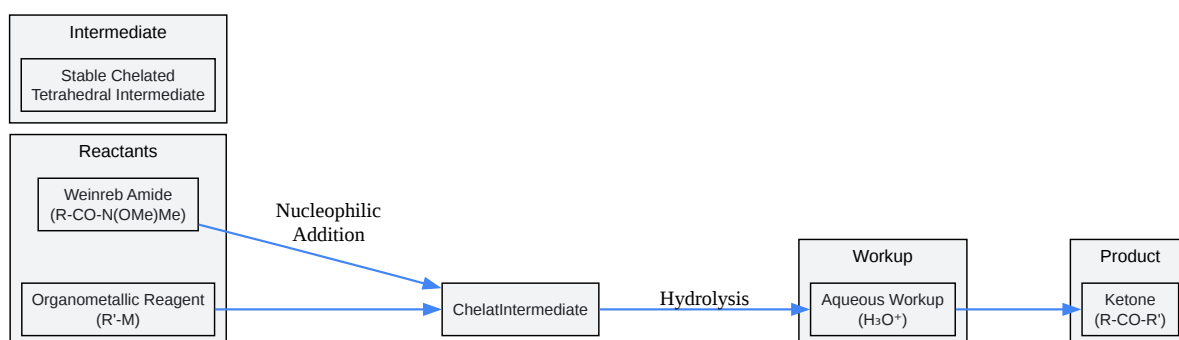 Intermediate
Stable Chelated
Tetrahedral Intermediate
Reactants
Weinreb Amide
(R-CO-N(OMe)Me)
Organometallic Reagent
(R'-M)
Nucleophilic
Addition
ChelatIntermediate
Hydrolysis
Workup
Aqueous Workup
(H₃O⁺)
Product
Ketone
(R-CO-R')